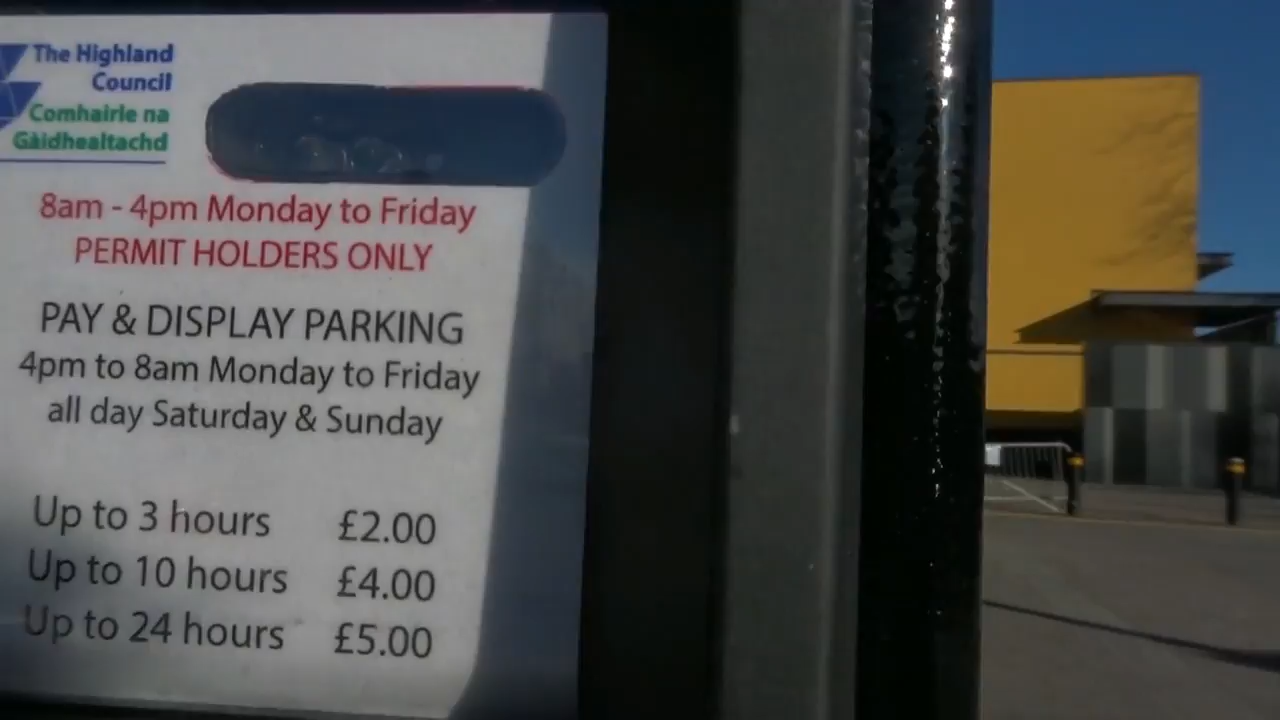 The Highland
Council
Comhairle na
Gàidhealtachd
8am - 4pm Monday to Friday
PERMIT HOLDERS ONLY
PAY & DISPLAY PARKING
4pm to 8am Monday to Friday
all day Saturday & Sunday
Up to 3 hours £2.00
Up to 10 hours £4.00
Up to 24 hours £5.00